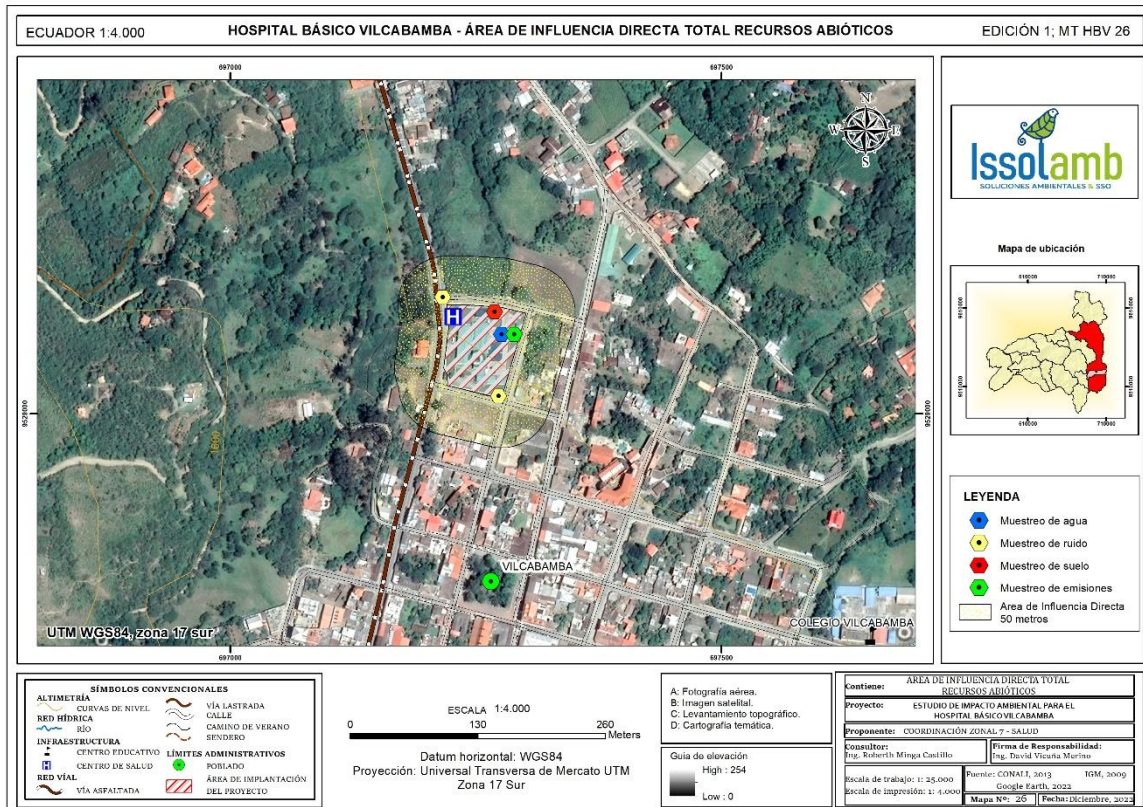 ECUADOR 1:4.000
HOSPITAL BÁSICO VILCABAMBA - ÁREA DE INFLUENCIA DIRECTA TOTAL RECURSOS ABIÓTICOS
EDICIÓN 1; MT HBV 26
697000
697500
N
W E
S
H
1600
9520000
9520000
VILCABAMBA
COLEGIO VILCABAMBA
UTM WGS84, zona 17 sur
697000
697500
Issolamb
SOLUCIONES AMBIENTALES & SSO
Mapa de ubicación
LEYENDA
Muestreo de agua
Muestreo de ruido
Muestreo de suelo
Muestreo de emisiones
Area de Influencia Directa
50 metros
SÍMBOLOS CONVENCIONALES
ALTIMETRÍA
CURVAS DE NIVEL
RED HÍDRICA
RÍO
INFRAESTRUCTURA
CENTRO EDUCATIVO
H CENTRO DE SALUD
RED VÍAL
VÍA ASFALTADA
VÍA LASTRADA
CALLE
CAMINO DE VERANO
SENDERO
LÍMITES ADMINISTRATIVOS
POBLADO
ÁREA DE IMPLANTACIÓN
DEL PROYECTO
ESCALA 1:4.000
0 130 260
Meters
Datum horizontal: WGS84
Proyección: Universal Transversa de Mercato UTM
Zona 17 Sur
A: Fotografía aérea.
B: Imagen satelital.
C: Levantamiento topográfico.
D: Cartografía temática.
Guia de elevación
High : 254
Low : 0
Contiene: AREA DE INFLUENCIA DIRECTA TOTAL
RECURSOS ABIÓTICOS
Proyecto: ESTUDIO DE IMPACTO AMBIENTAL PARA EL
HOSPITAL BÁSICO VILCABAMBA
Proponente: COORDINACIÓN ZONAL 7 - SALUD
Consultor:
Ing. Roberth Minga Castillo
Firma de Responsabilidad:
Ing. David Vicuña Merino
Escala de trabajo: 1: 25.000
Escala de impresión: 1: 4.000
Fuente: CONALI, 2013 IGM, 2009
Google Earth, 2022
Mapa Nº: 26 Fecha:Diciembre, 2022